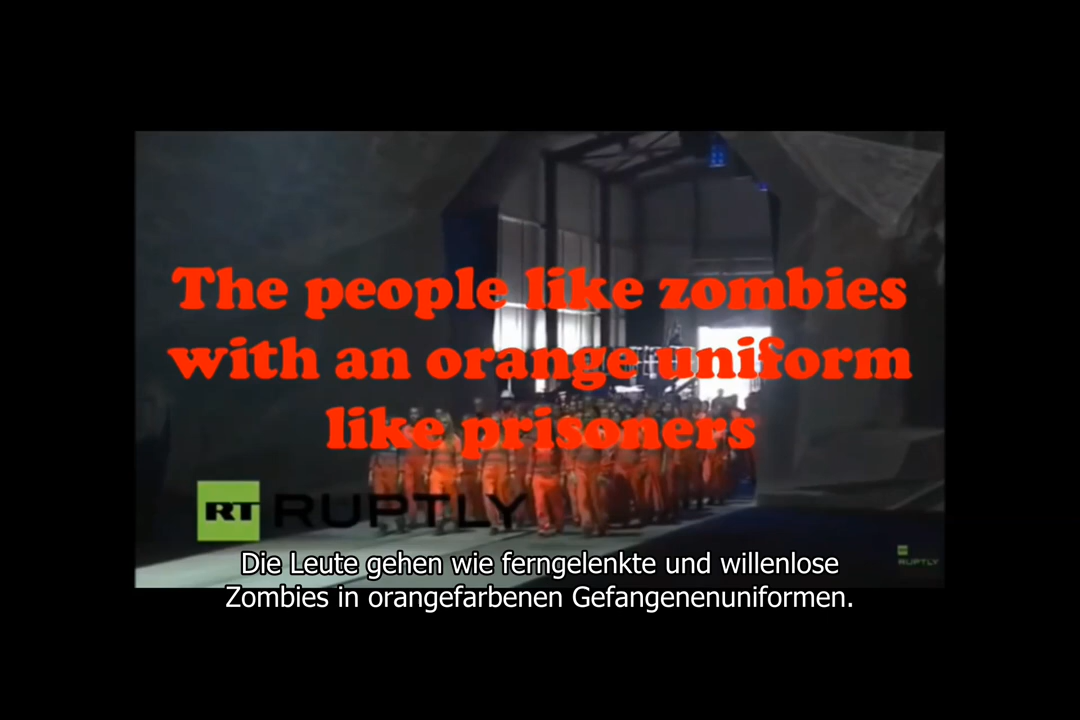 The people like zombies
with an orange uniform
like prisoners
RT RUPTLY
RUPTLY
Die Leute gehen wie ferngelenkte und willenlose
Zombies in orangefarbenen Gefangenenuniformen.